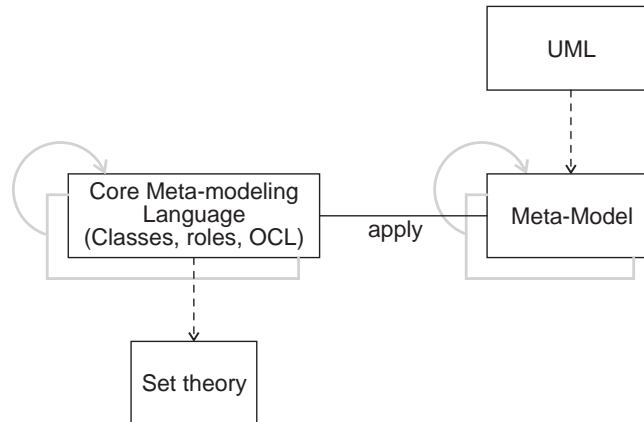 UML
Core Meta-modeling
Language
(Classes, roles, OCL)
apply
Meta-Model
Set theory